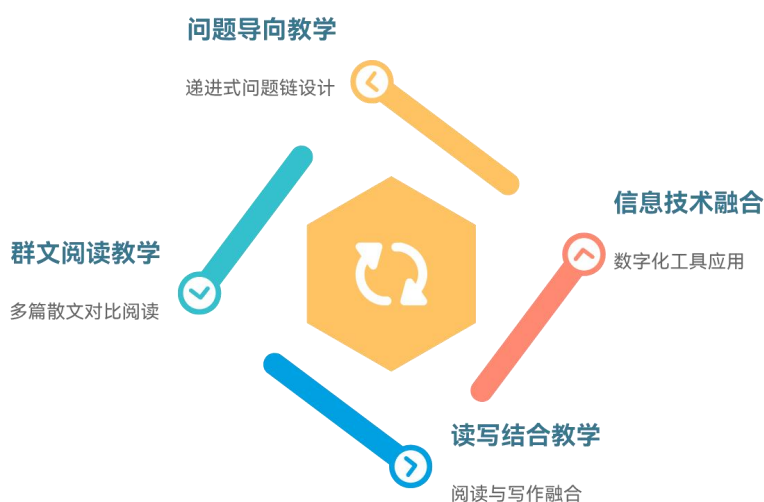 问题导向教学
递进式问题链设计
信息技术融合
数字化工具应用
群文阅读教学
多篇散文对比阅读
读写结合教学
阅读与写作融合